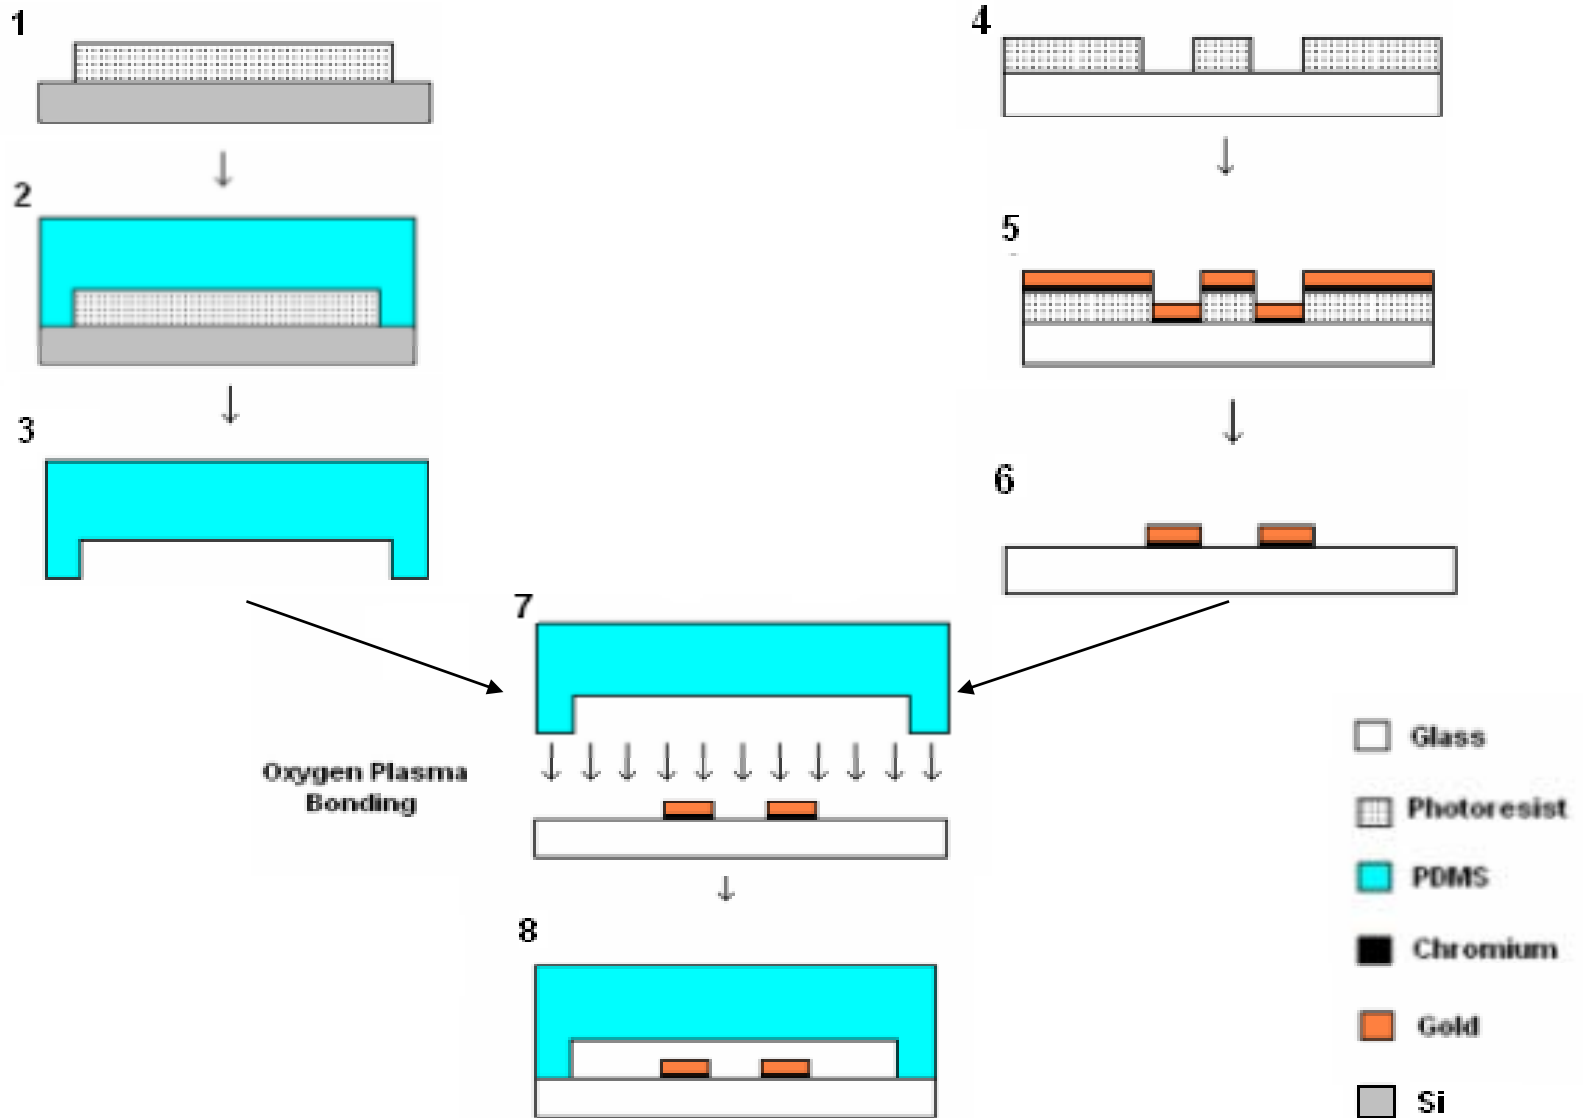 1
2
3
4
5
6
7
Oxygen Plasma
Bonding
8
Glass
Photoresist
PDMS
Chromium
Gold
Si